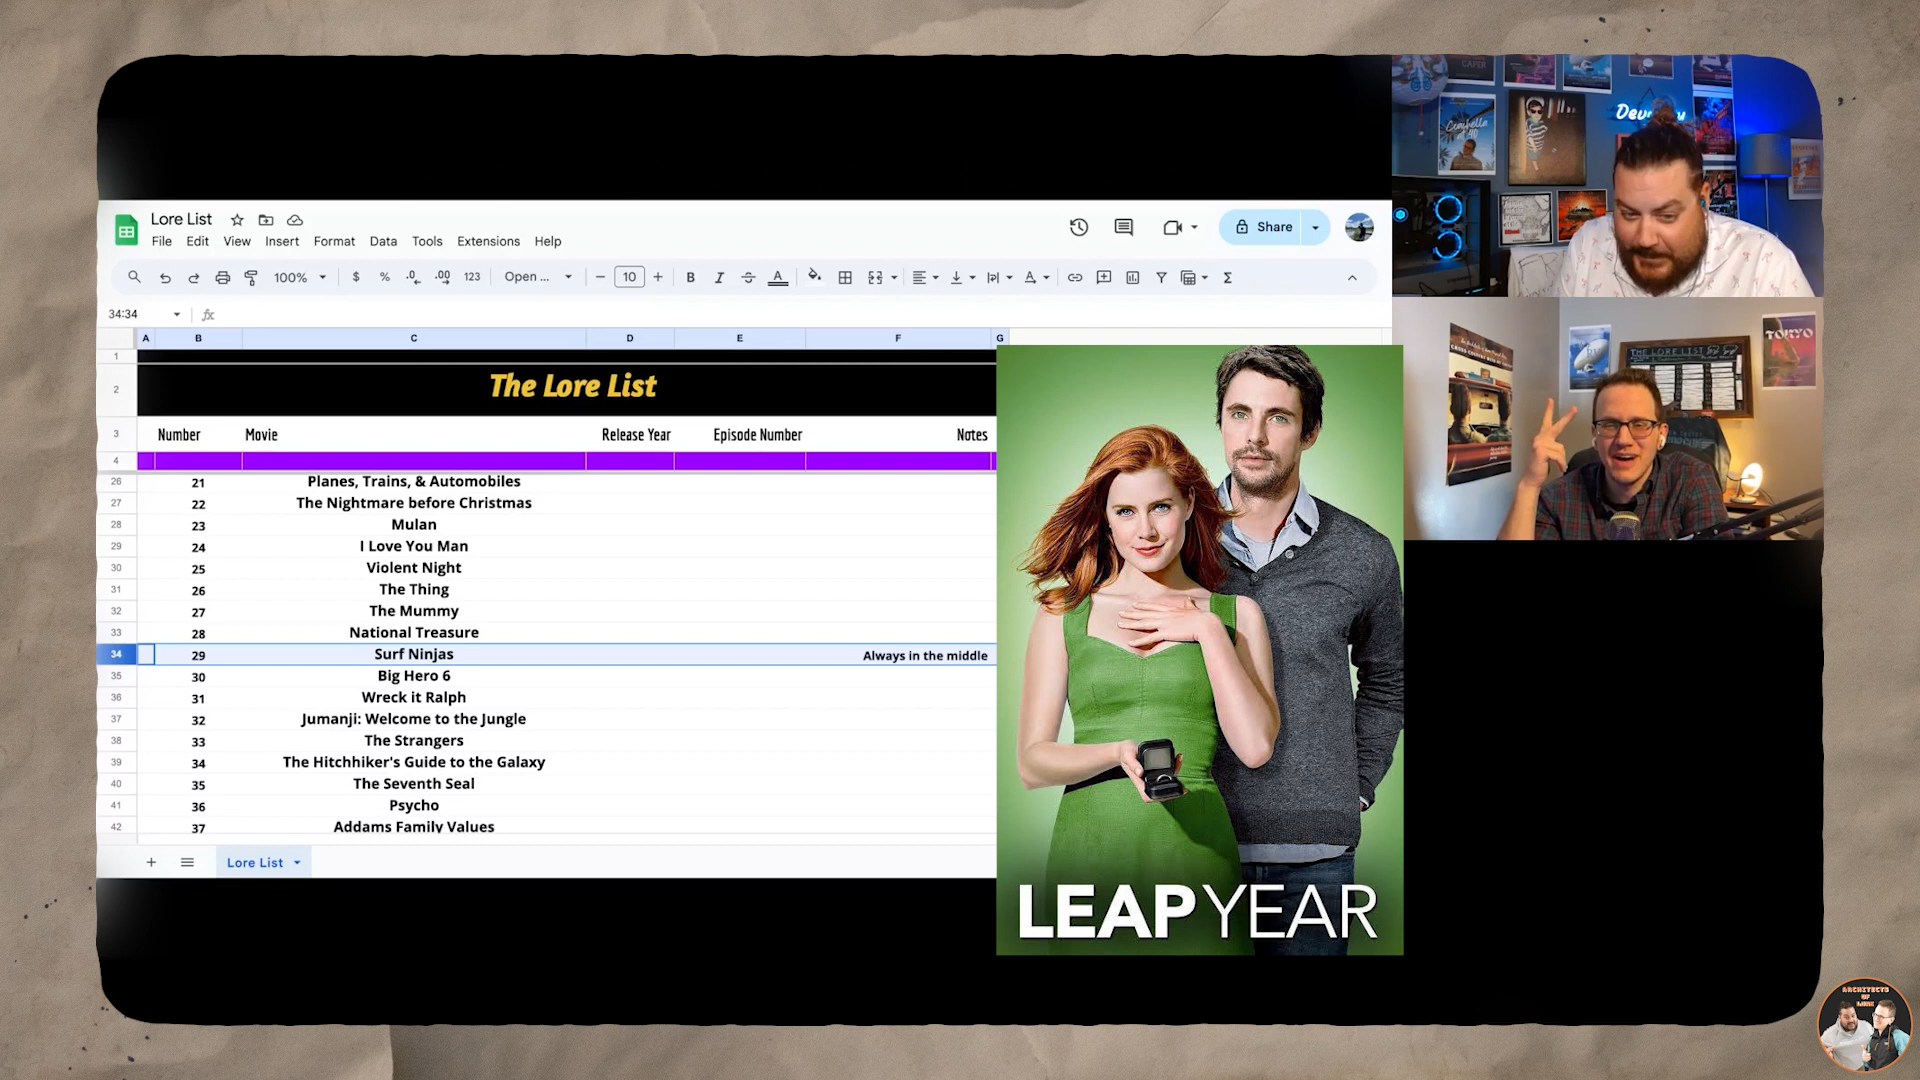 Lore List
File Edit View Insert Format Data Tools Extensions Help
Share
100% $ % .0 .00 123 Open ... − 10 + B I A Σ
34:34 fx
A B C D E F G
1
2 The Lore List
3 Number Movie Release Year Episode Number Notes
4
26 21 Planes, Trains, & Automobiles
27 22 The Nightmare before Christmas
28 23 Mulan
29 24 I Love You Man
30 25 Violent Night
31 26 The Thing
32 27 The Mummy
33 28 National Treasure
34 29 Surf Ninjas Always in the middle
35 30 Big Hero 6
36 31 Wreck it Ralph
37 32 Jumanji: Welcome to the Jungle
38 33 The Strangers
39 34 The Hitchhiker's Guide to the Galaxy
40 35 The Seventh Seal
41 36 Psycho
42 37 Addams Family Values
+ Lore List
LEAP YEAR
THE LORE LIST
TOKYO
ARCHITECTS
OF
LORE